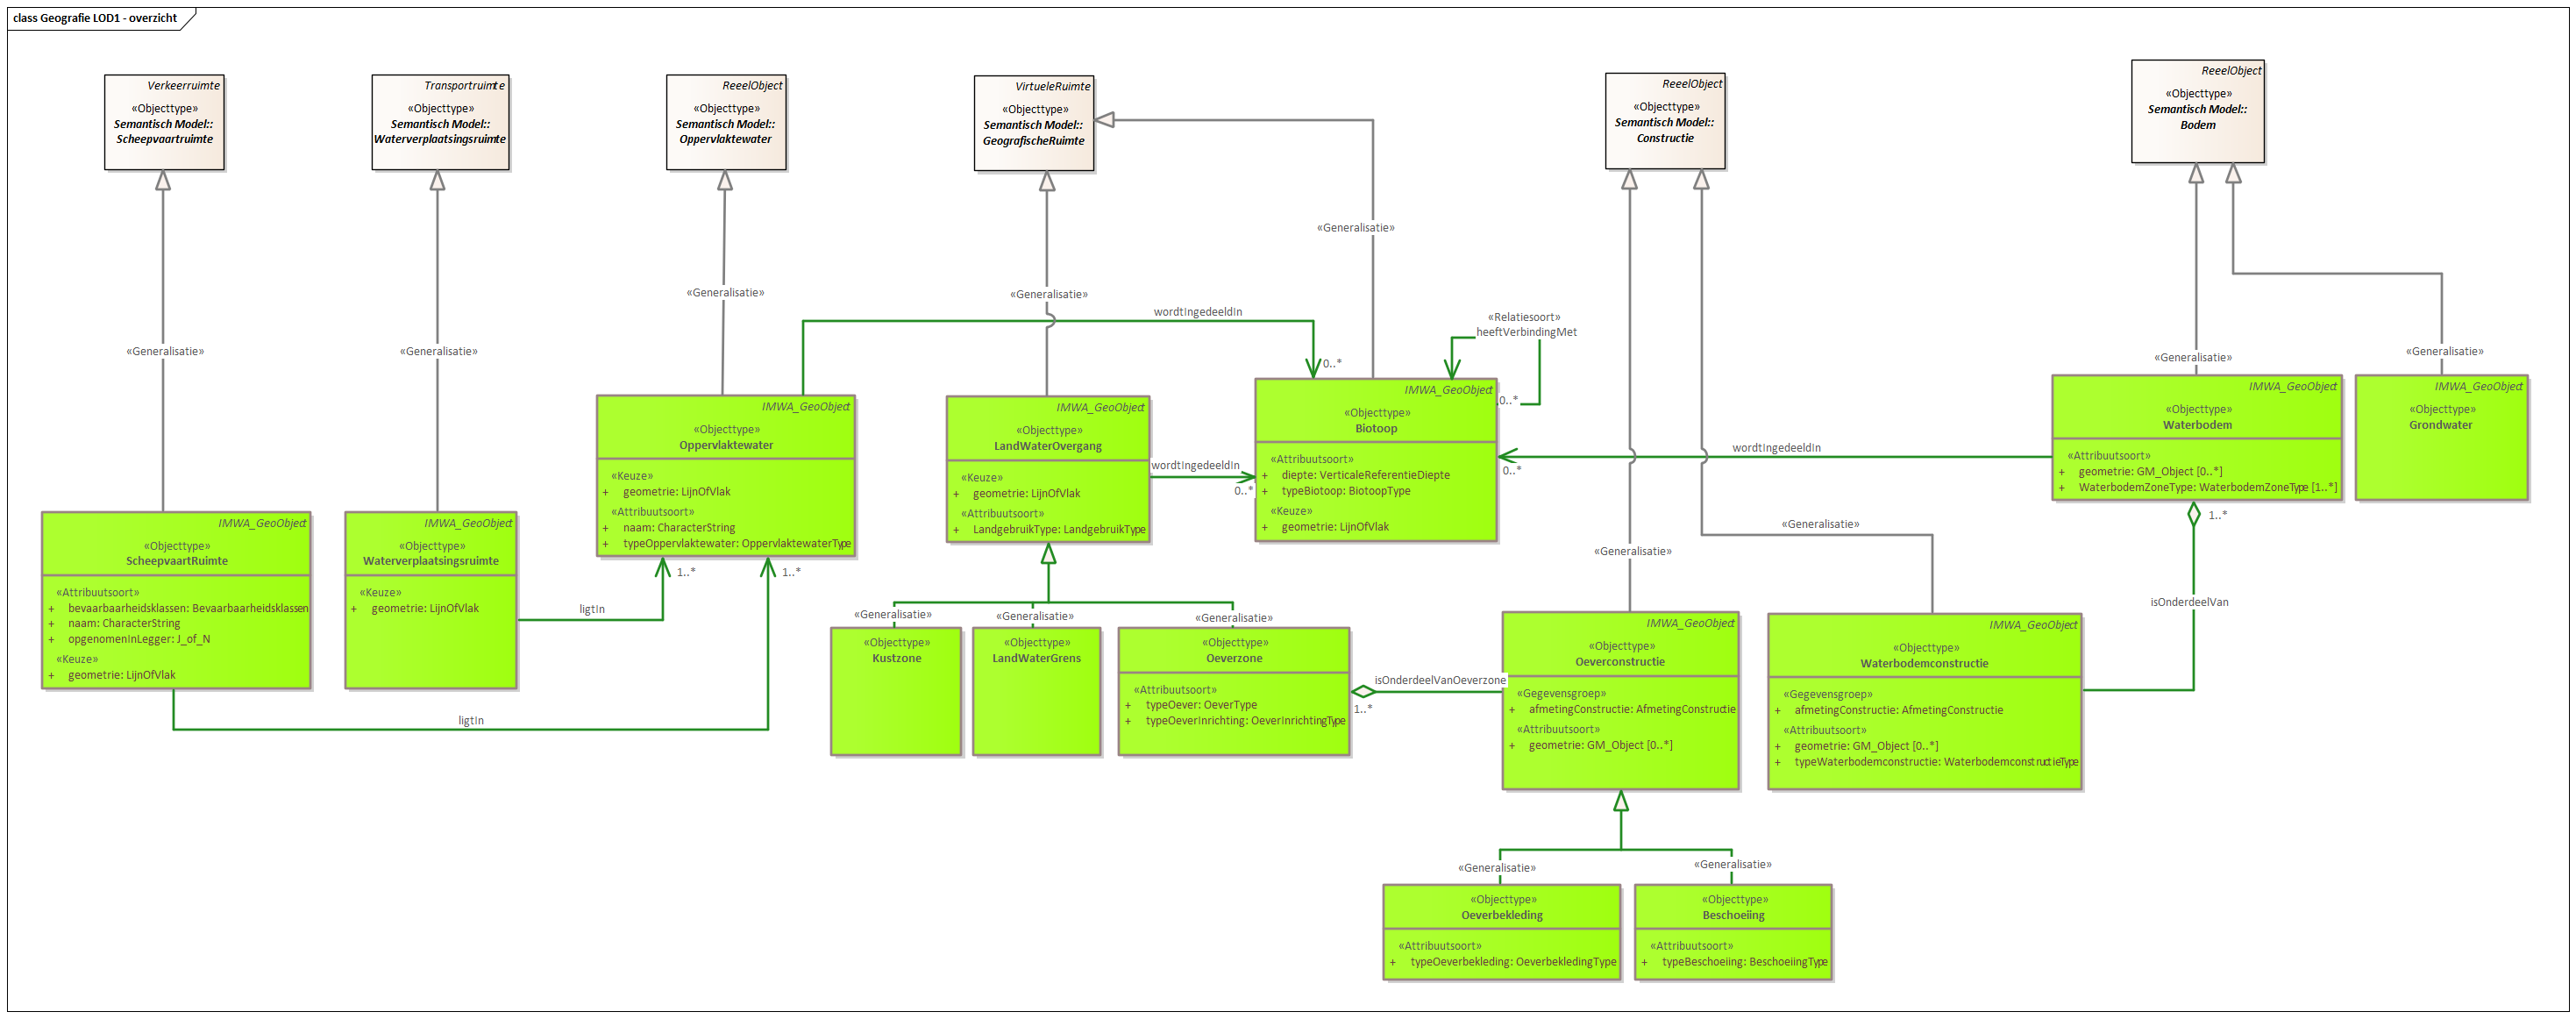 class Geografie LOD1 - overzicht
Verkeerruimte
«Objecttype»
Semantisch Model::
Scheepvaartruimte
Transportruimte
«Objecttype»
Semantisch Model::
Waterverplaatsingsruimte
ReeelObject
«Objecttype»
Semantisch Model::
Oppervlaktewater
VirtueleRuimte
«Objecttype»
Semantisch Model::
GeografischeRuimte
ReeelObject
«Objecttype»
Semantisch Model::
Constructie
ReeelObject
«Objecttype»
Semantisch Model::
Bodem
«Generalisatie»
«Generalisatie»
«Generalisatie»
«Generalisatie»
«Generalisatie»
«Generalisatie»
«Generalisatie»
«Generalisatie»
«Generalisatie»
wordtIngedeeldIn
0..*
«Relatiesoort»
heeftVerbindingMet
0..*
IMWA_GeoObject
«Objecttype»
ScheepvaartRuimte
«Attribuutsoort»
+ bevaarbaarheidsklassen: Bevaarbaarheidsklassen
+ naam: CharacterString
+ opgenomenInLegger: J_of_N
«Keuze»
+ geometrie: LijnOfVlak
IMWA_GeoObject
«Objecttype»
Waterverplaatsingsruimte
«Keuze»
+ geometrie: LijnOfVlak
ligtIn
1..*
ligtIn
1..*
IMWA_GeoObject
«Objecttype»
Oppervlaktewater
«Keuze»
+ geometrie: LijnOfVlak
«Attribuutsoort»
+ naam: CharacterString
+ typeOppervlaktewater: OppervlaktewaterType
IMWA_GeoObject
«Objecttype»
LandWaterOvergang
«Keuze»
+ geometrie: LijnOfVlak
«Attribuutsoort»
+ LandgebruikType: LandgebruikType
wordtIngedeeldIn
0..*
IMWA_GeoObject
«Objecttype»
Biotoop
«Attribuutsoort»
+ diepte: VerticaleReferentieDiepte
+ typeBiotoop: BiotoopType
«Keuze»
+ geometrie: LijnOfVlak
wordtIngedeeldIn
0..*
IMWA_GeoObject
«Objecttype»
Waterbodem
«Attribuutsoort»
+ geometrie: GM_Object [0..*]
+ WaterbodemZoneType: WaterbodemZoneType [1..*]
IMWA_GeoObject
«Objecttype»
Grondwater
1..*
isOnderdeelVan
«Generalisatie»
«Generalisatie»
«Generalisatie»
«Objecttype»
Kustzone
«Objecttype»
LandWaterGrens
«Objecttype»
Oeverzone
«Attribuutsoort»
+ typeOever: OeverType
+ typeOeverInrichting: OeverInrichtingType
isOnderdeelVanOeverzone
1..*
IMWA_GeoObject
«Objecttype»
Oeverconstructie
«Gegevensgroep»
+ afmetingConstructie: AfmetingConstructie
«Attribuutsoort»
+ geometrie: GM_Object [0..*]
IMWA_GeoObject
«Objecttype»
Waterbodemconstructie
«Gegevensgroep»
+ afmetingConstructie: AfmetingConstructie
«Attribuutsoort»
+ geometrie: GM_Object [0..*]
+ typeWaterbodemconstructie: WaterbodemconstructieType
«Generalisatie»
«Generalisatie»
«Objecttype»
Oeverbekleding
«Attribuutsoort»
+ typeOeverbekleding: OeverbekledingType
«Objecttype»
Beschoeiing
«Attribuutsoort»
+ typeBeschoeiing: BeschoeiingType